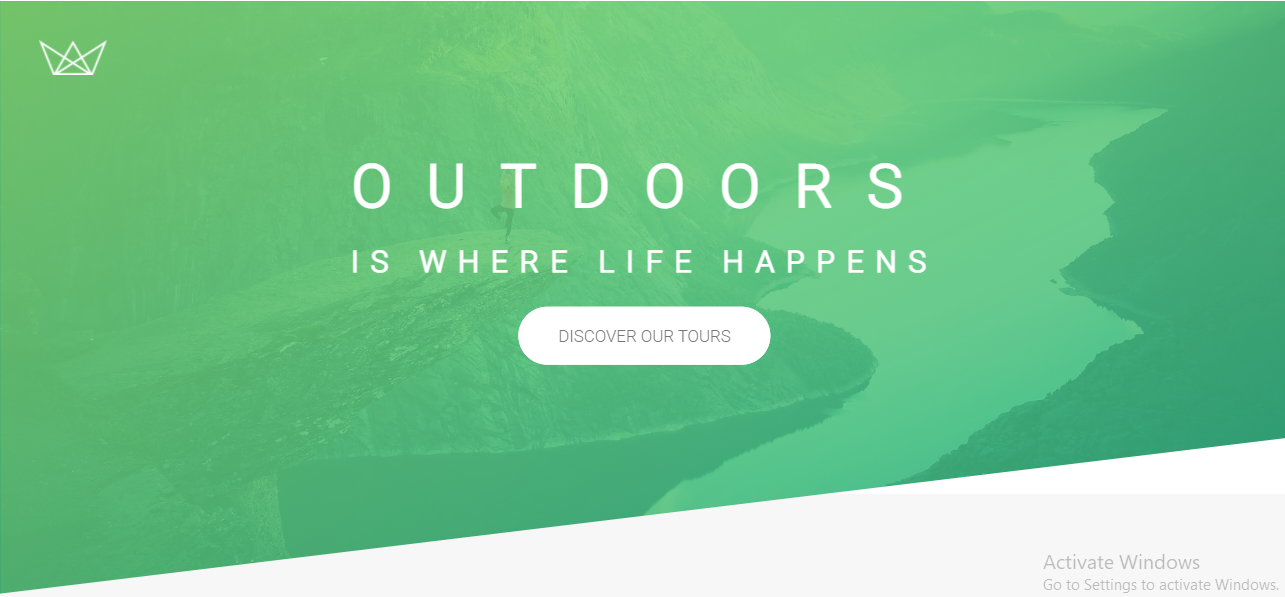 OUTDOORS
IS WHERE LIFE HAPPENS
DISCOVER OUR TOURS
Activate Windows
Go to Settings to activate Windows.